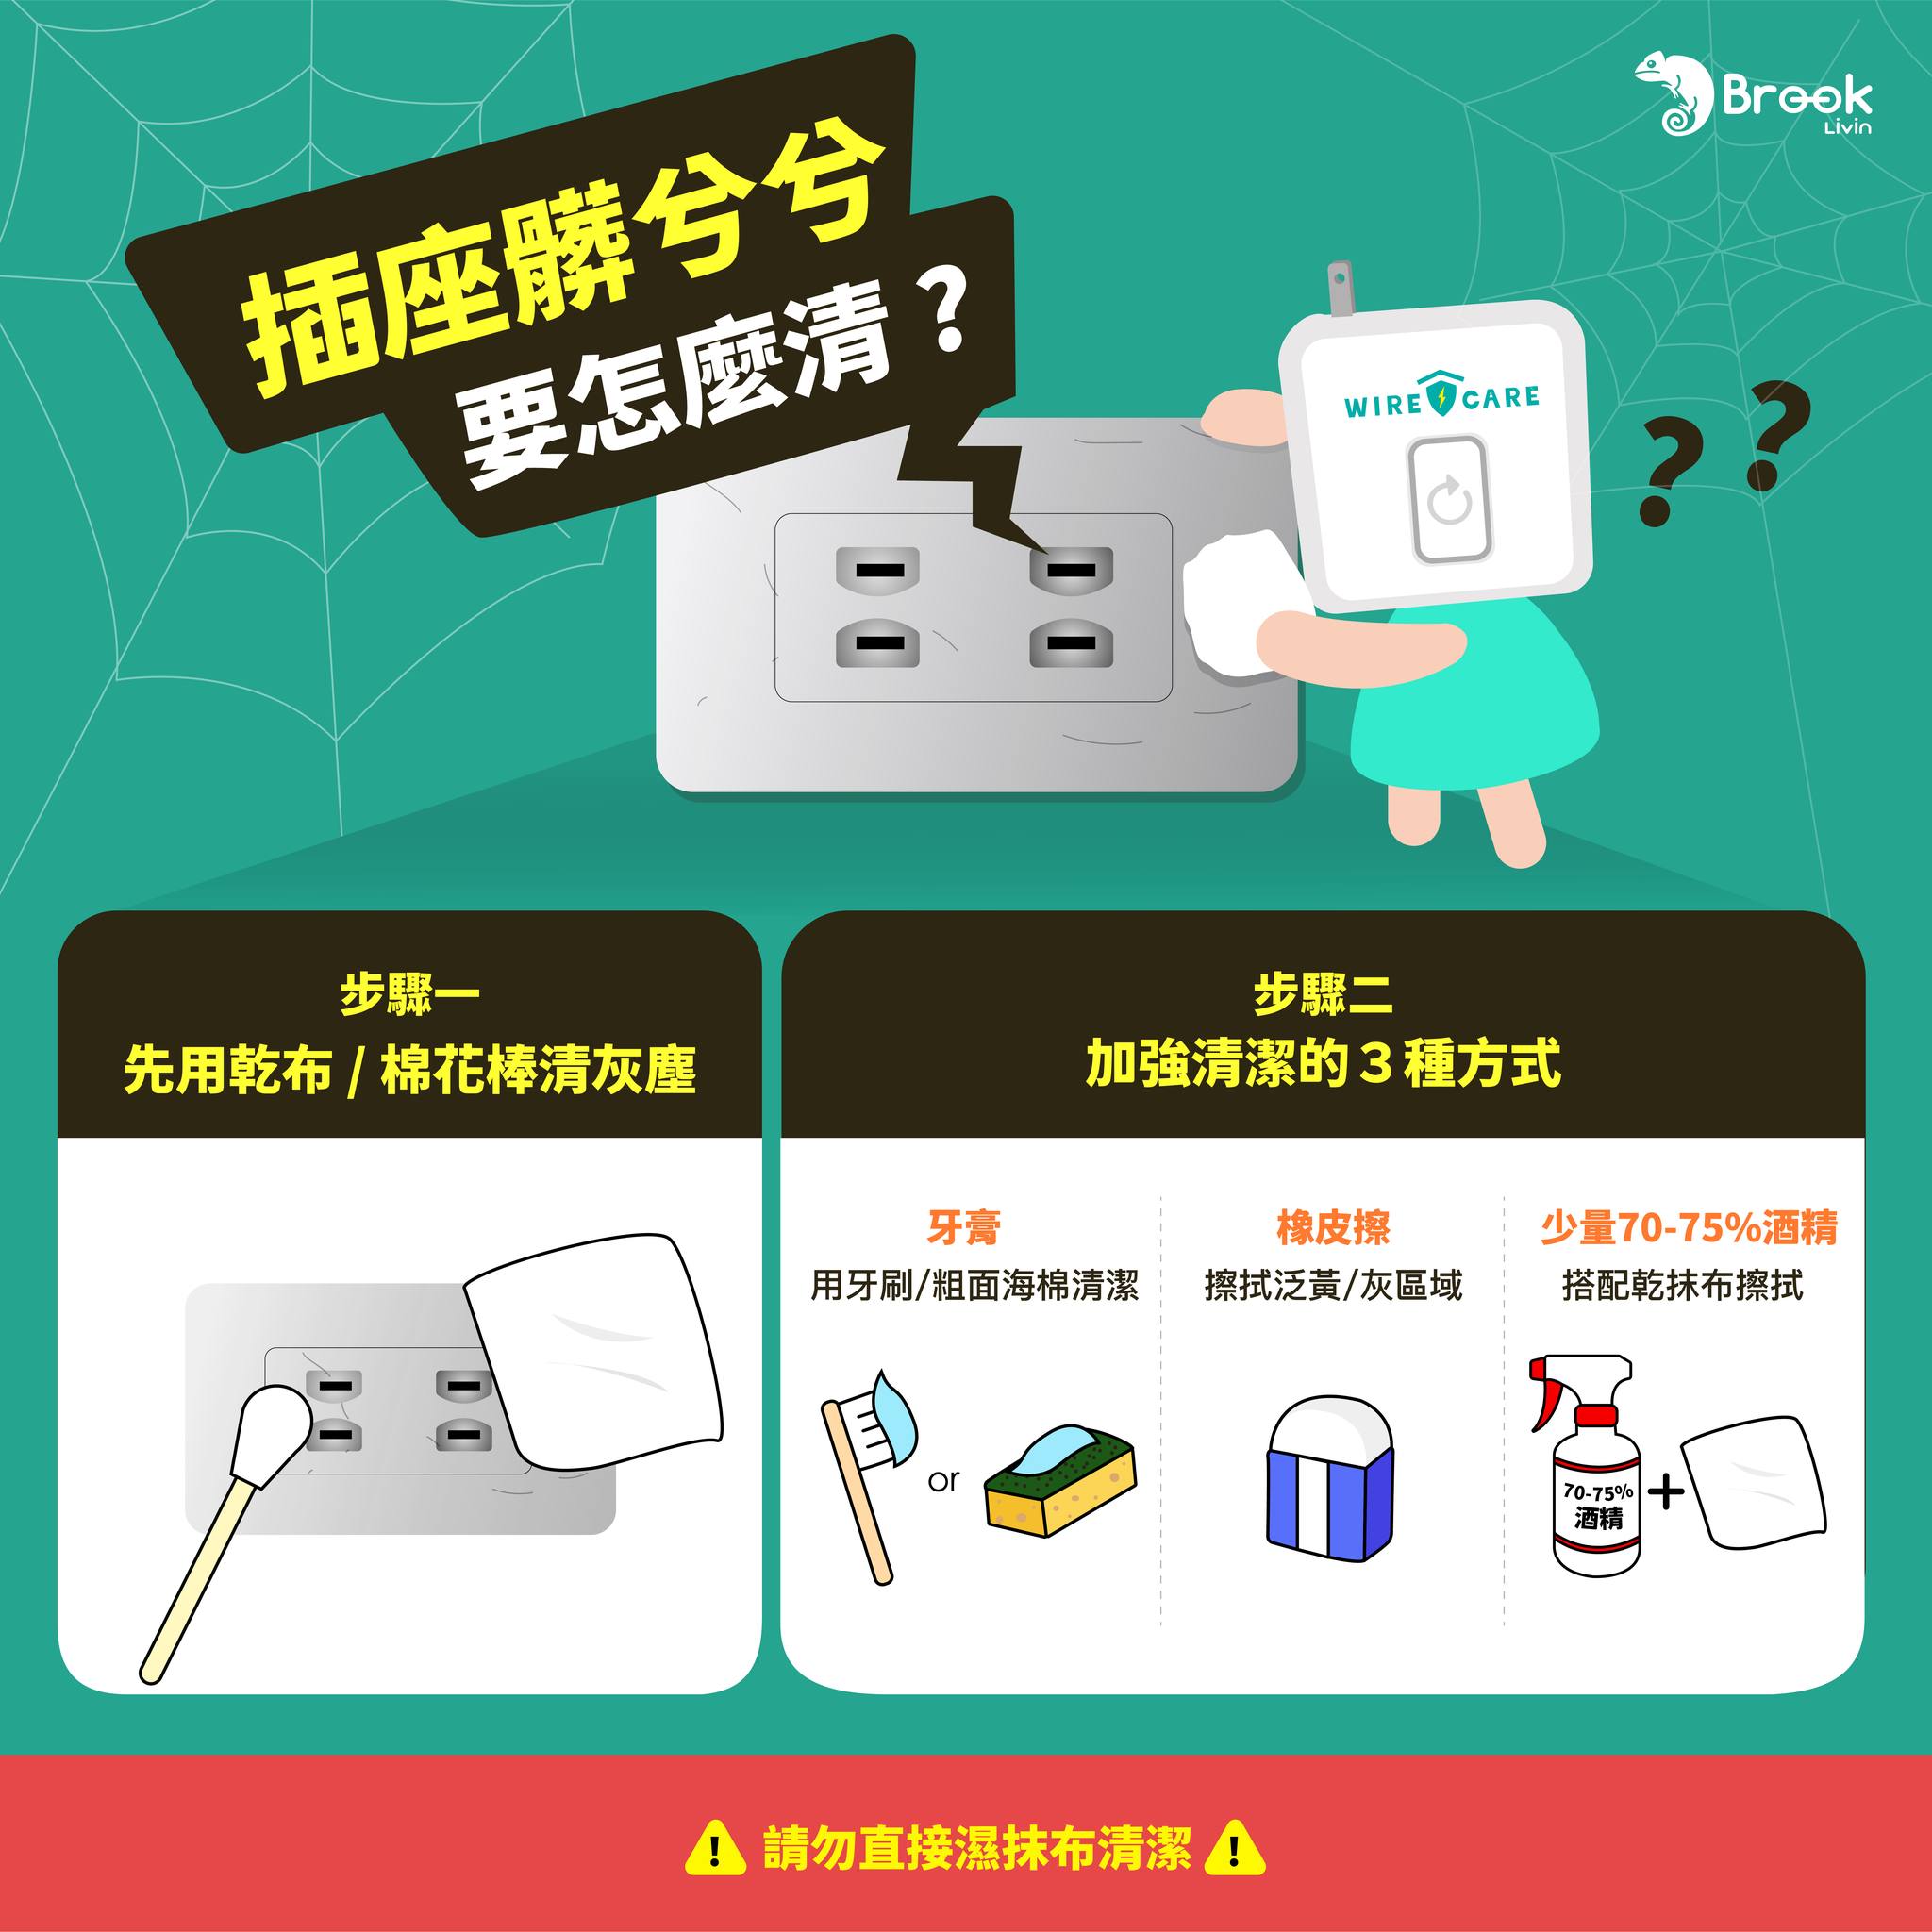 Brook
Livin
插座髒兮兮
要怎麼清？
WIRE CARE
? ?
步驟一
先用乾布 / 棉花棒清灰塵
步驟二
加強清潔的 3 種方式
牙膏
用牙刷/粗面海棉清潔
or
橡皮擦
擦拭泛黃/灰區域
少量70-75%酒精
搭配乾抹布擦拭
70-75%
酒精
+
請勿直接濕抹布清潔